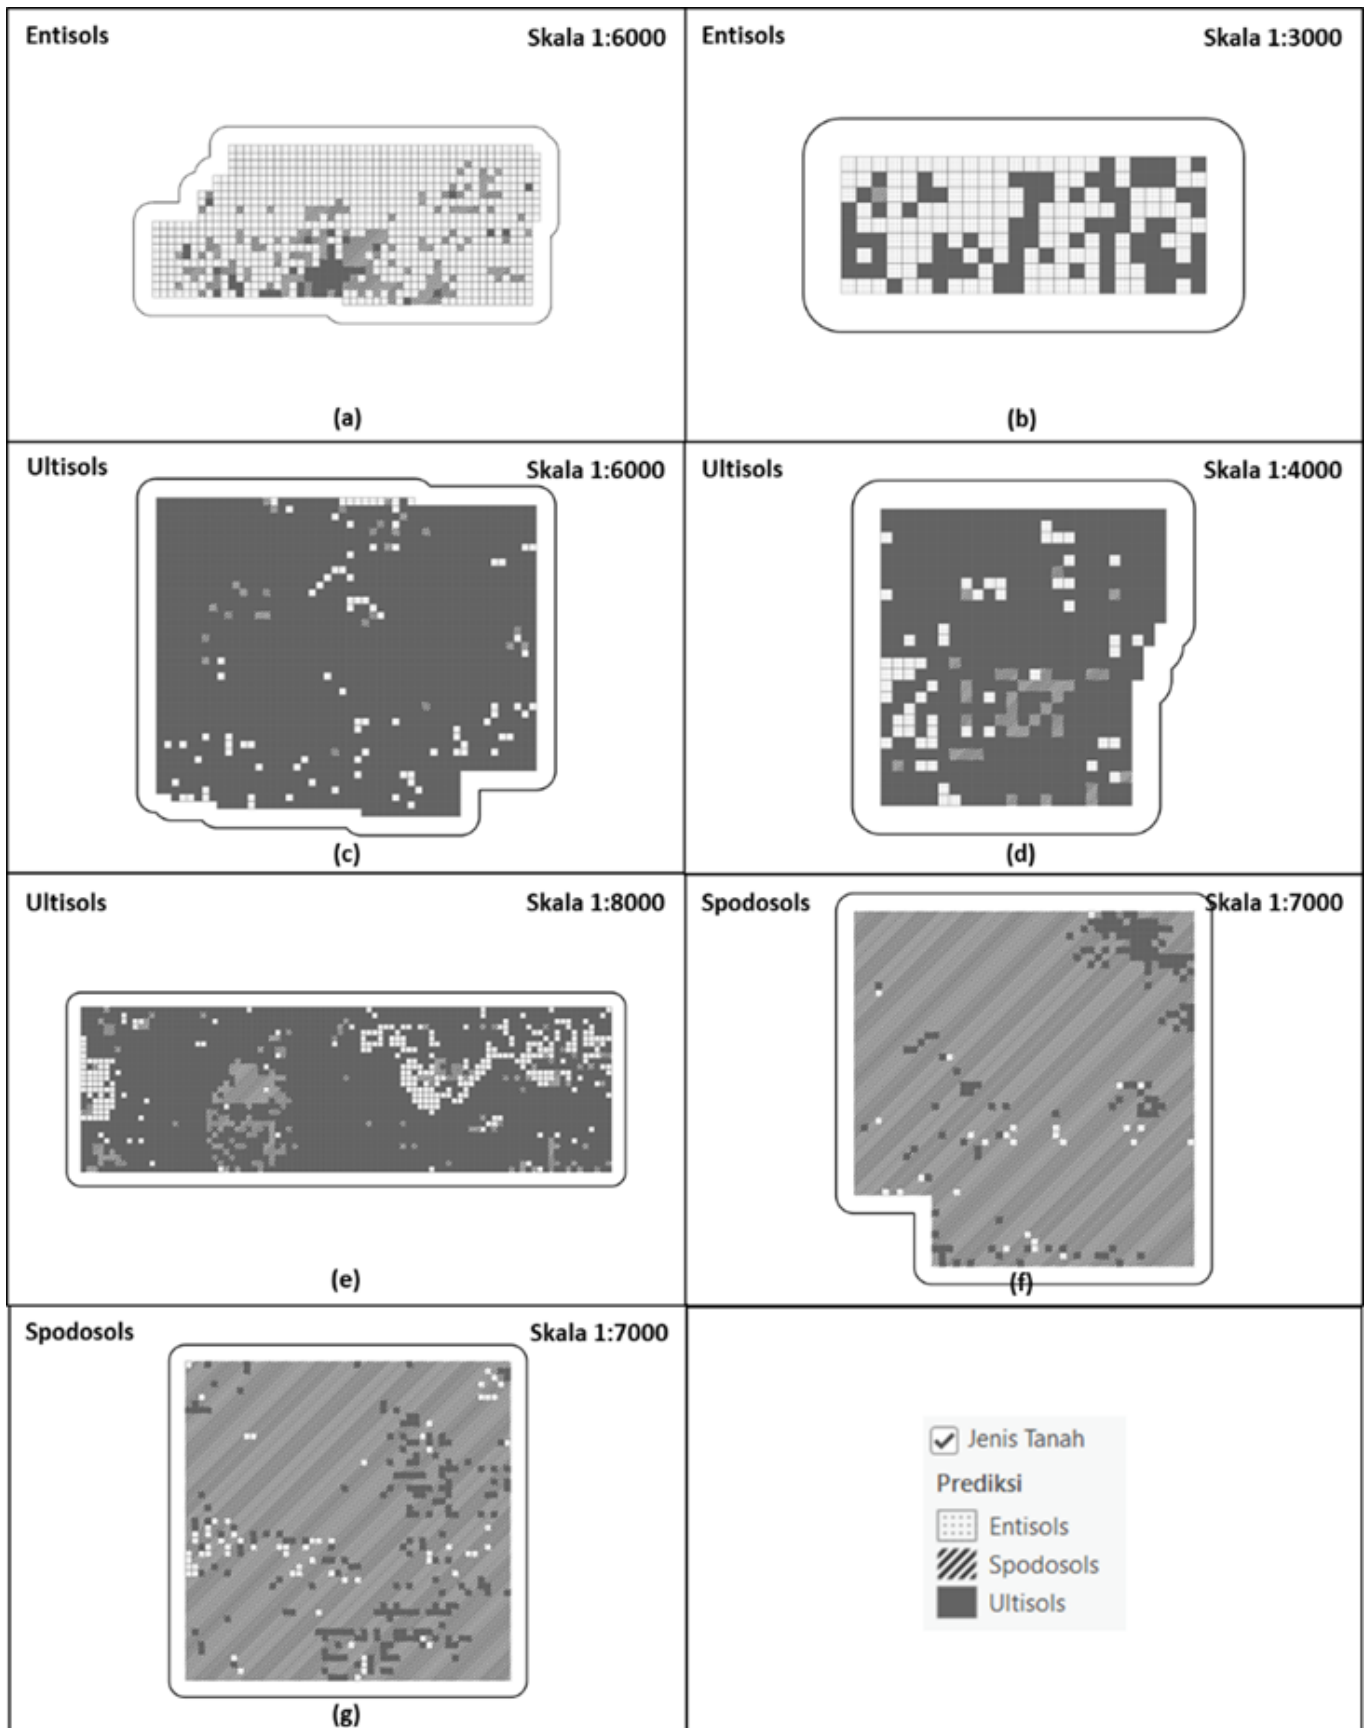 Entisols Skala 1:6000
Entisols Skala 1:3000
(a)
(b)
Ultisols Skala 1:6000
Ultisols Skala 1:4000
(c)
(d)
Ultisols Skala 1:8000
Spodosols Skala 1:7000
(e)
(f)
Spodosols Skala 1:7000
(g)
Jenis Tanah
Prediksi
Entisols
Spodosols
Ultisols